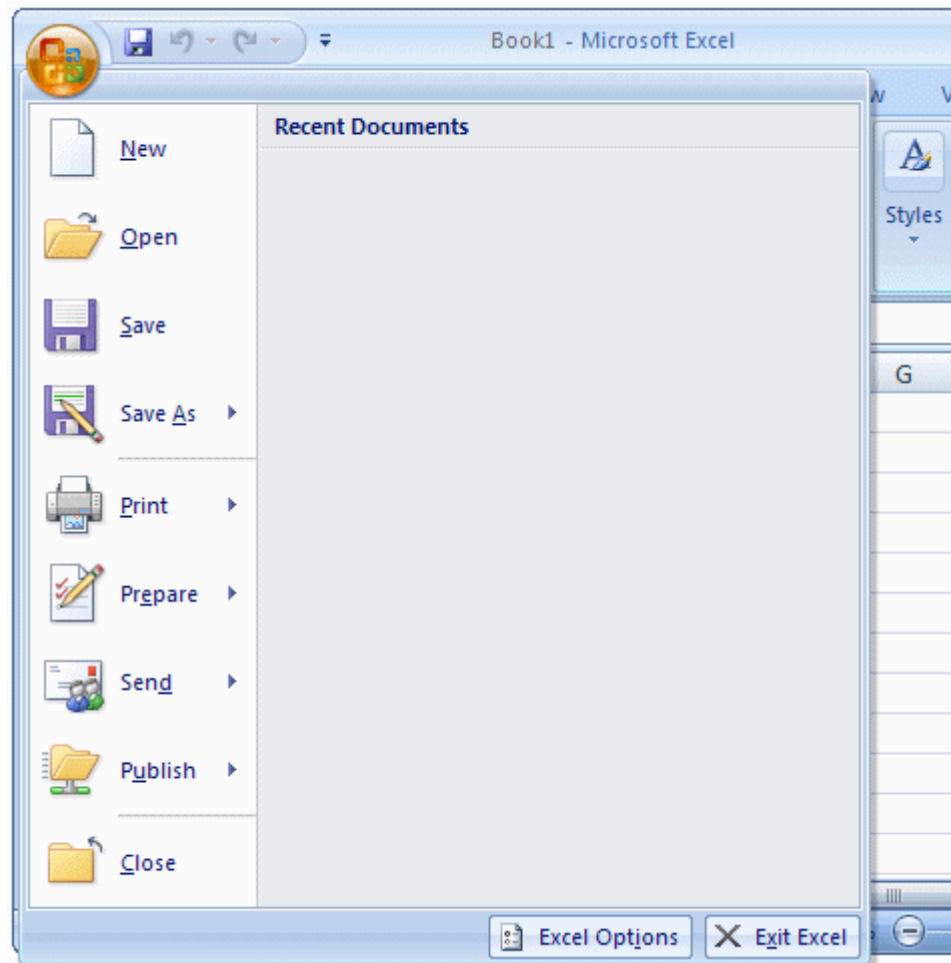 Book1 - Microsoft Excel
New
Recent Documents
Open
Save
Save As
Print
Prepare
Send
Publish
Close
Styles
G
Excel Options
Exit Excel